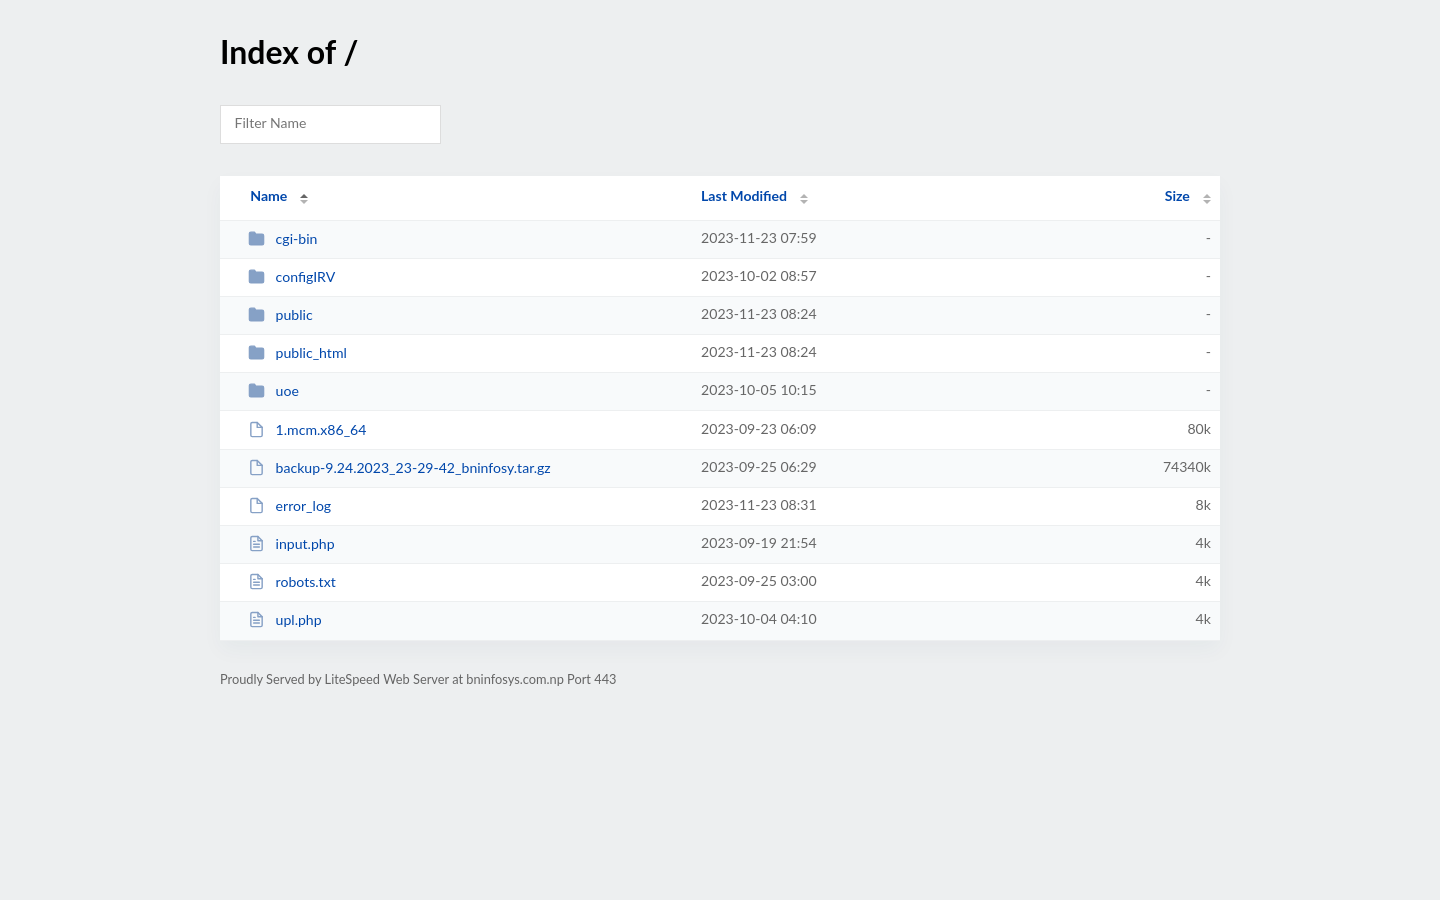 Index of /
Filter Name
Name Last Modified Size
cgi-bin 2023-11-23 07:59 -
configIRV 2023-10-02 08:57 -
public 2023-11-23 08:24 -
public_html 2023-11-23 08:24 -
uoe 2023-10-05 10:15 -
1.mcm.x86_64 2023-09-23 06:09 80k
backup-9.24.2023_23-29-42_bninfosy.tar.gz 2023-09-25 06:29 74340k
error_log 2023-11-23 08:31 8k
input.php 2023-09-19 21:54 4k
robots.txt 2023-09-25 03:00 4k
upl.php 2023-10-04 04:10 4k
Proudly Served by LiteSpeed Web Server at bninfosys.com.np Port 443